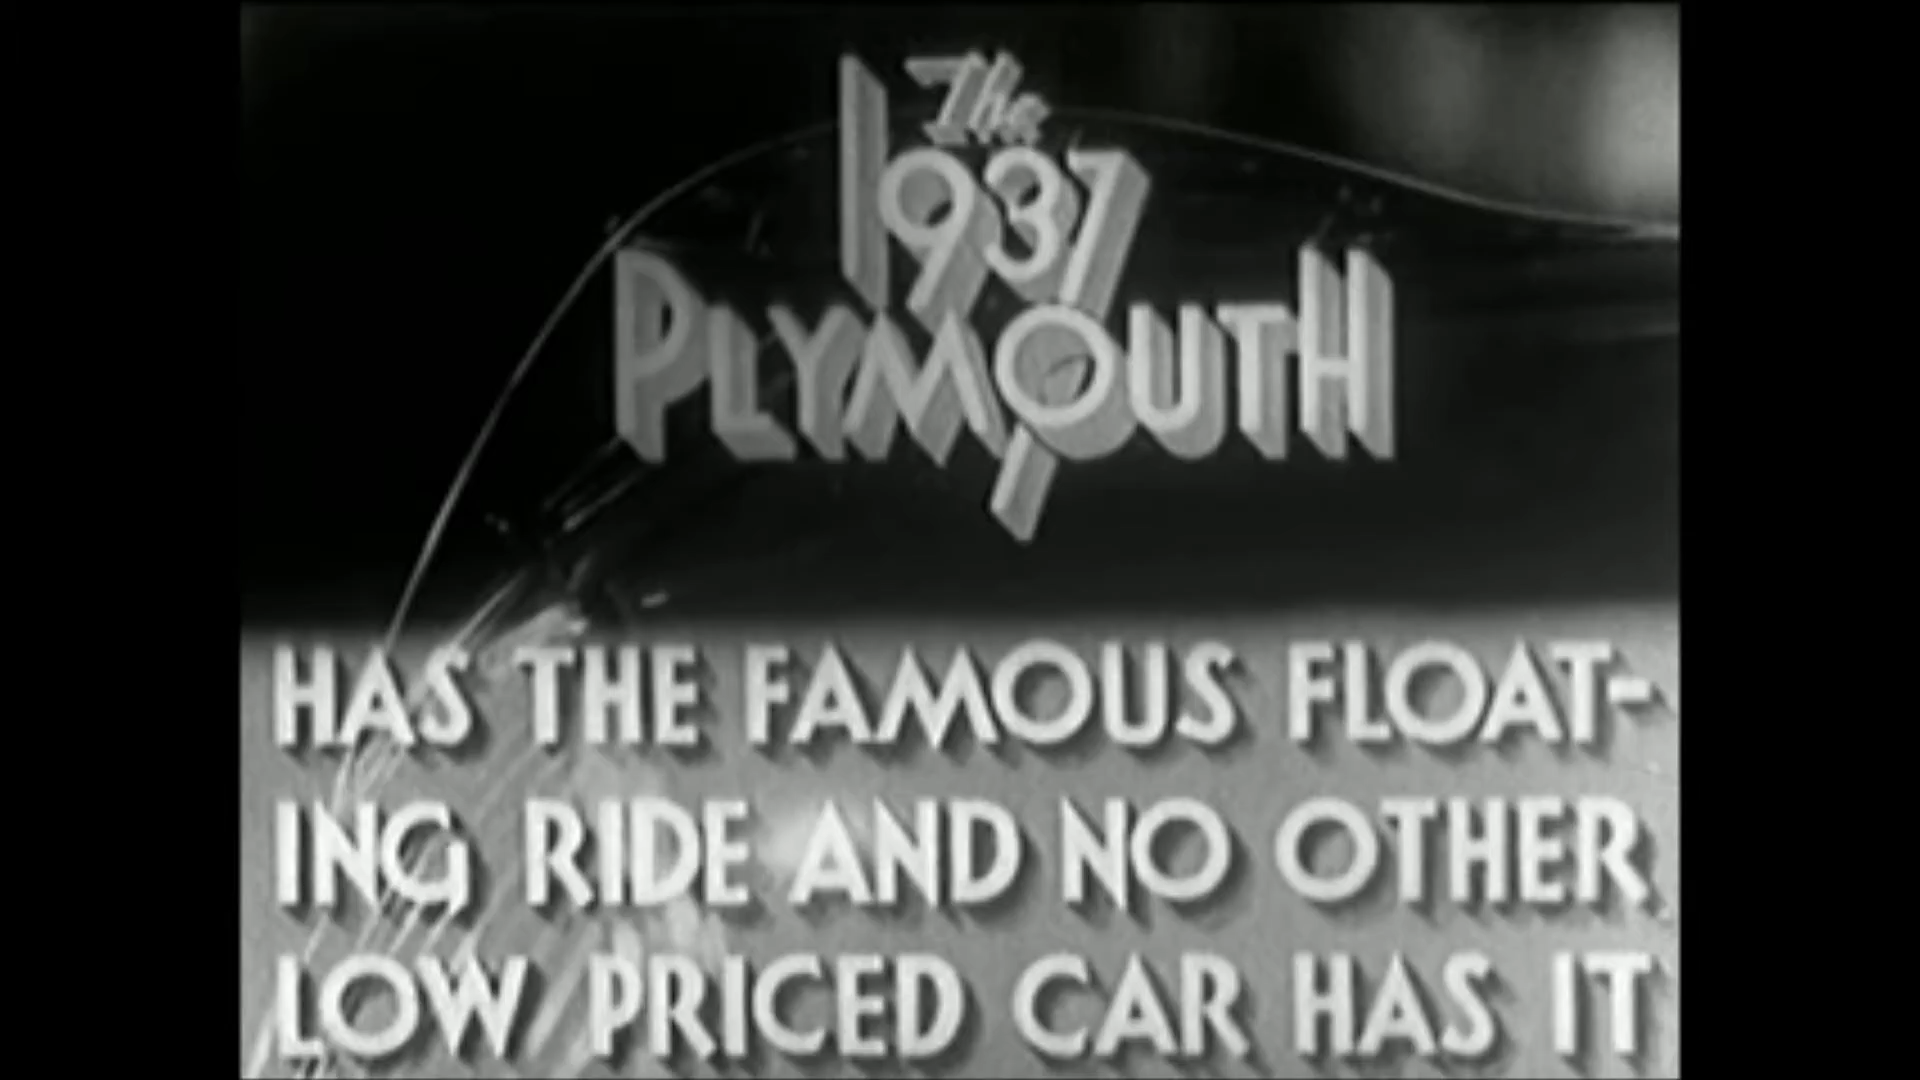 The
1937
PLYMOUTH
HAS THE FAMOUS FLOAT-
ING RIDE AND NO OTHER
LOW PRICED CAR HAS IT